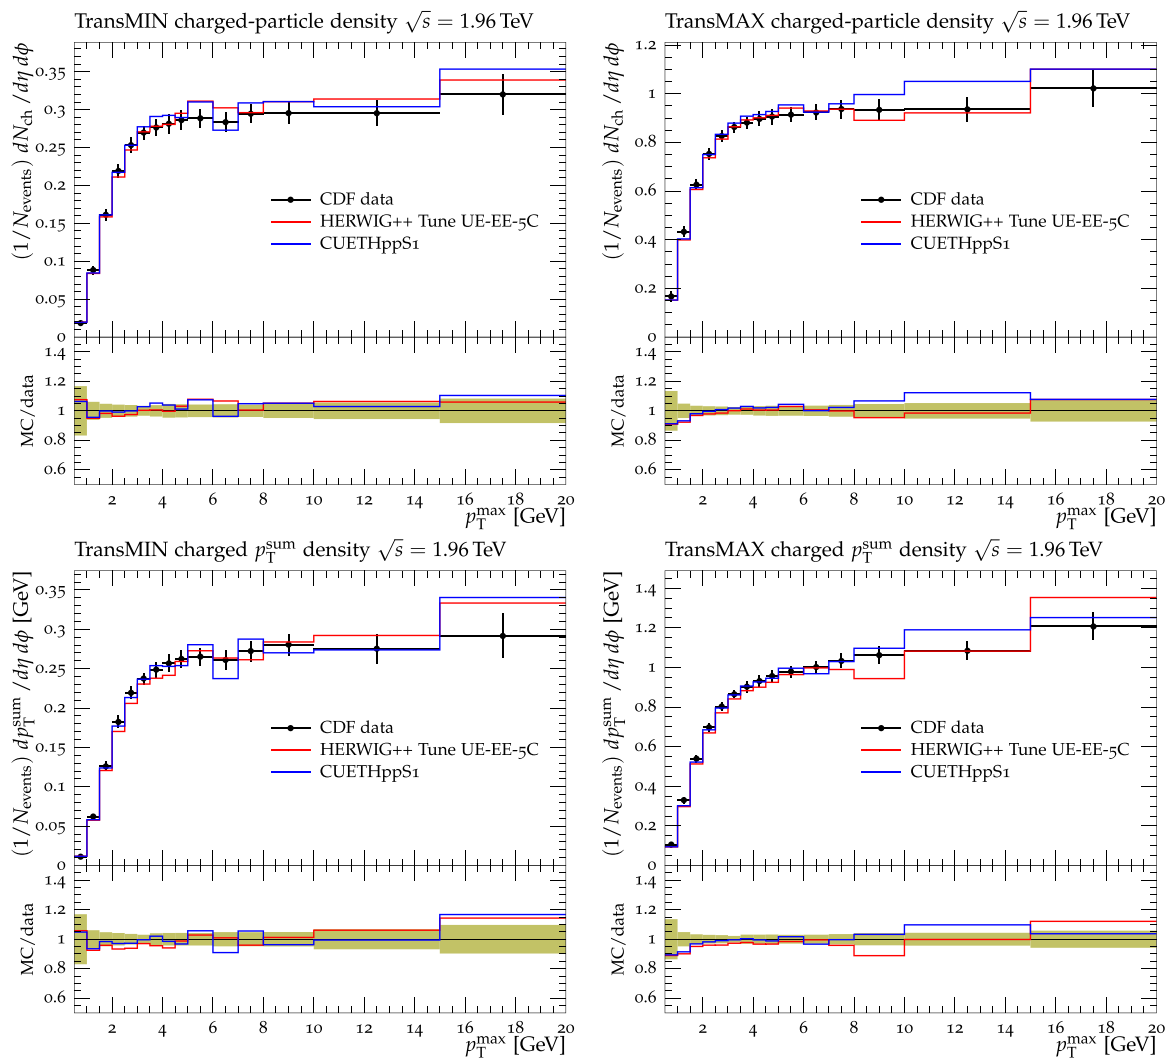 TransMIN charged-particle density √s = 1.96 TeV
(1/N_events) dN_ch/dη dϕ
0.35
0.3
0.25
0.2
0.15
0.1
0.05
0
CDF data
HERWIG++ Tune UE-EE-5C
CUETHppS1
MC/data
1.4
1.2
1
0.8
0.6
2 4 6 8 10 12 14 16 18 20
p_T^max [GeV]
TransMAX charged-particle density √s = 1.96 TeV
(1/N_events) dN_ch/dη dϕ
1.2
1
0.8
0.6
0.4
0.2
0
CDF data
HERWIG++ Tune UE-EE-5C
CUETHppS1
MC/data
1.4
1.2
1
0.8
0.6
2 4 6 8 10 12 14 16 18 20
p_T^max [GeV]
TransMIN charged p_T^sum density √s = 1.96 TeV
(1/N_events) dp_T^sum/dη dϕ [GeV]
0.35
0.3
0.25
0.2
0.15
0.1
0.05
0
CDF data
HERWIG++ Tune UE-EE-5C
CUETHppS1
MC/data
1.4
1.2
1
0.8
0.6
2 4 6 8 10 12 14 16 18 20
p_T^max [GeV]
TransMAX charged p_T^sum density √s = 1.96 TeV
(1/N_events) dp_T^sum/dη dϕ [GeV]
1.4
1.2
1
0.8
0.6
0.4
0.2
0
CDF data
HERWIG++ Tune UE-EE-5C
CUETHppS1
MC/data
1.4
1.2
1
0.8
0.6
2 4 6 8 10 12 14 16 18 20
p_T^max [GeV]